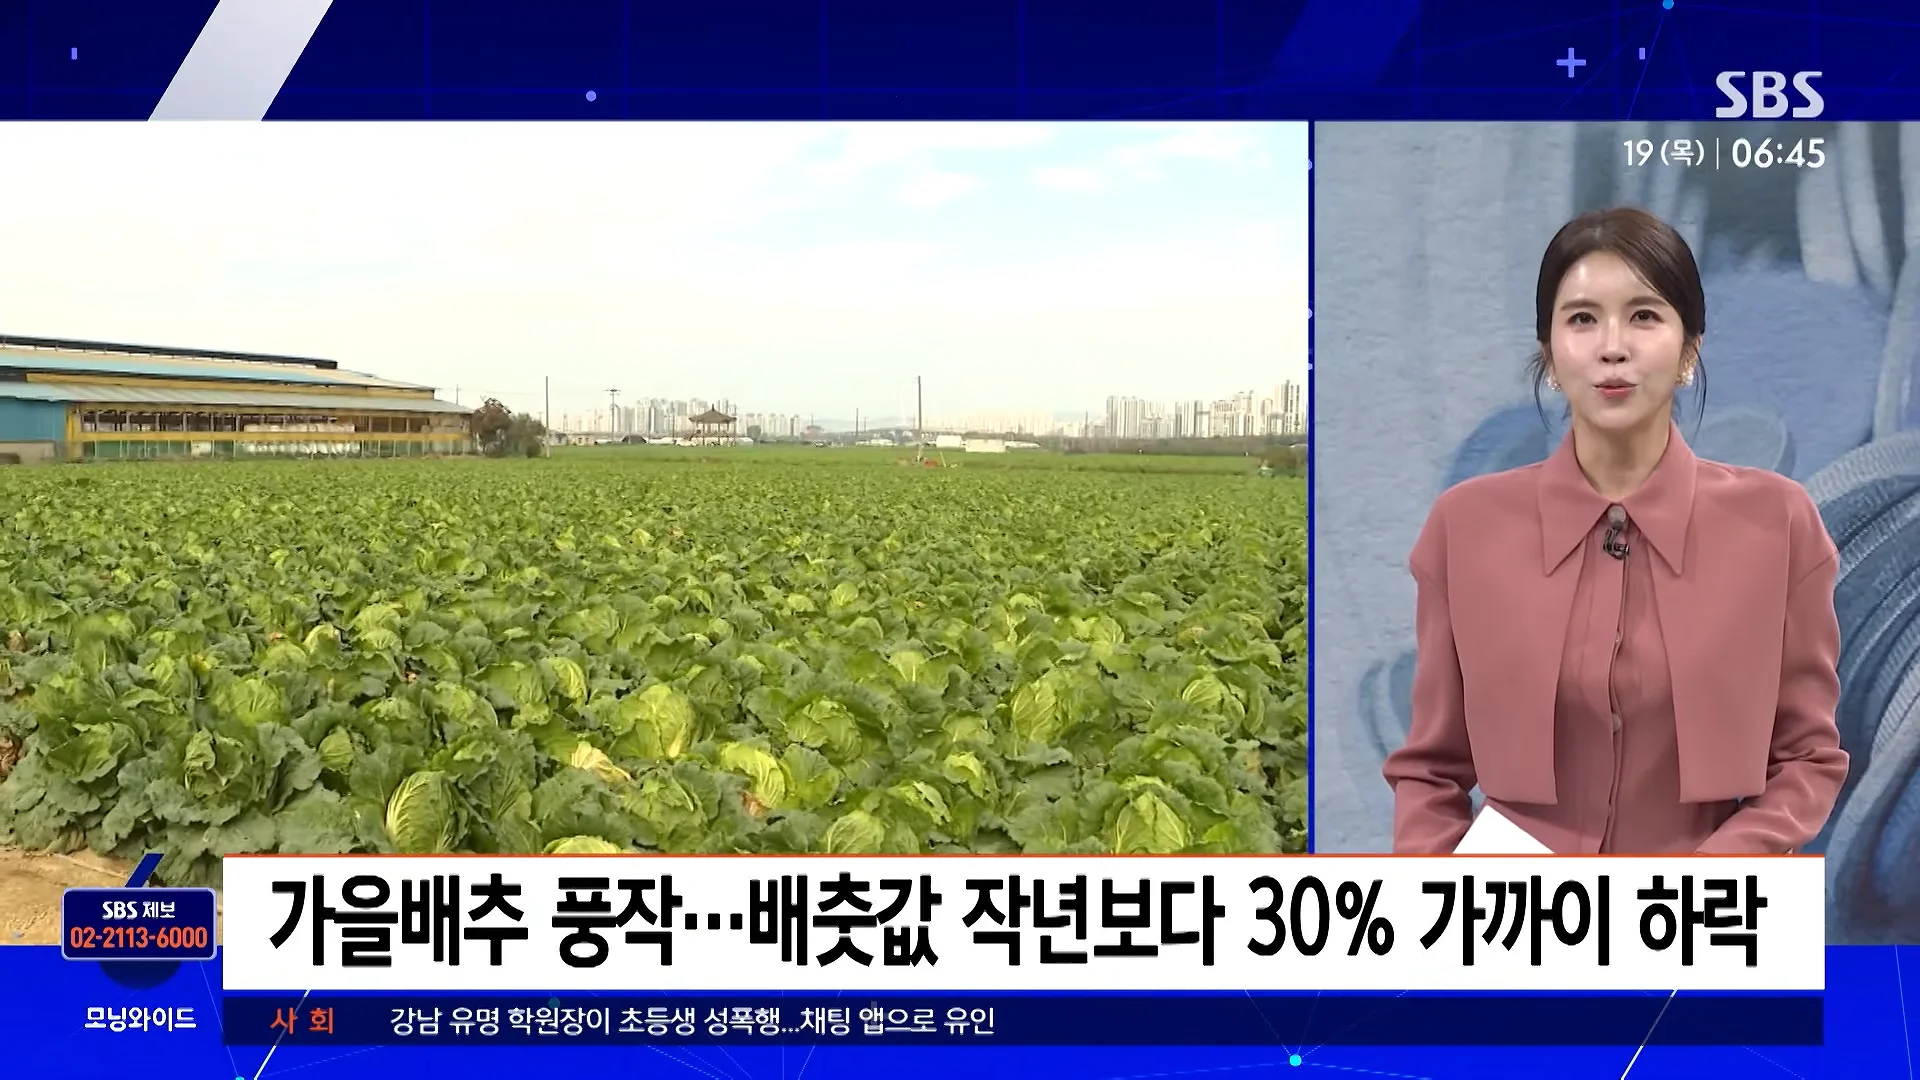 SBS
19(목) | 06:45
가을배추 풍작…배춧값 작년보다 30% 가까이 하락
SBS 제보
02-2113-6000
모닝와이드
사회 강남 유명 학원장이 초등생 성폭행...채팅 앱으로 유인